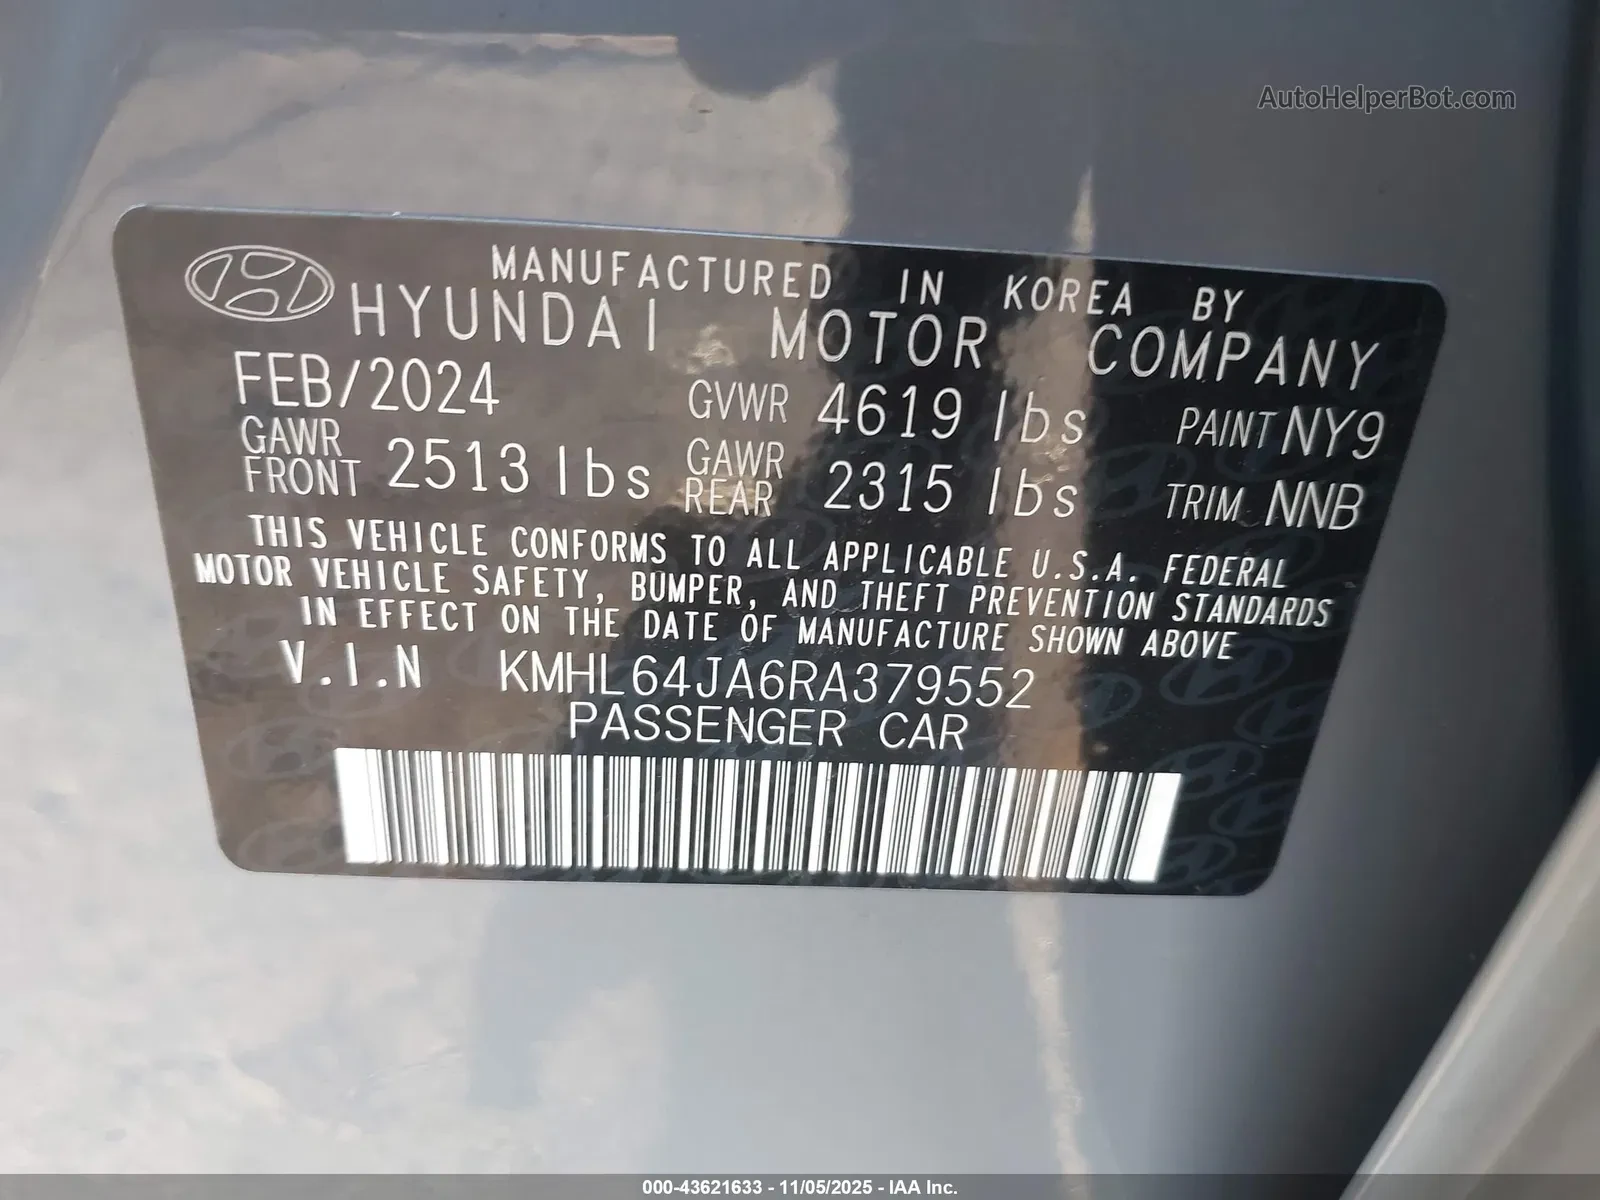 AutoHelperBot.com
MANUFACTURED IN KOREA BY
HYUNDAI MOTOR COMPANY
FEB/2024 GVWR 4619 lbs PAINT NY9
GAWR FRONT 2513 lbs GAWR REAR 2315 lbs TRIM NNB
THIS VEHICLE CONFORMS TO ALL APPLICABLE U.S.A. FEDERAL
MOTOR VEHICLE SAFETY, BUMPER, AND THEFT PREVENTION STANDARDS
IN EFFECT ON THE DATE OF MANUFACTURE SHOWN ABOVE
V.I.N KMHL64JA6RA379552
PASSENGER CAR
000-43621633 - 11/05/2025 - IAA Inc.